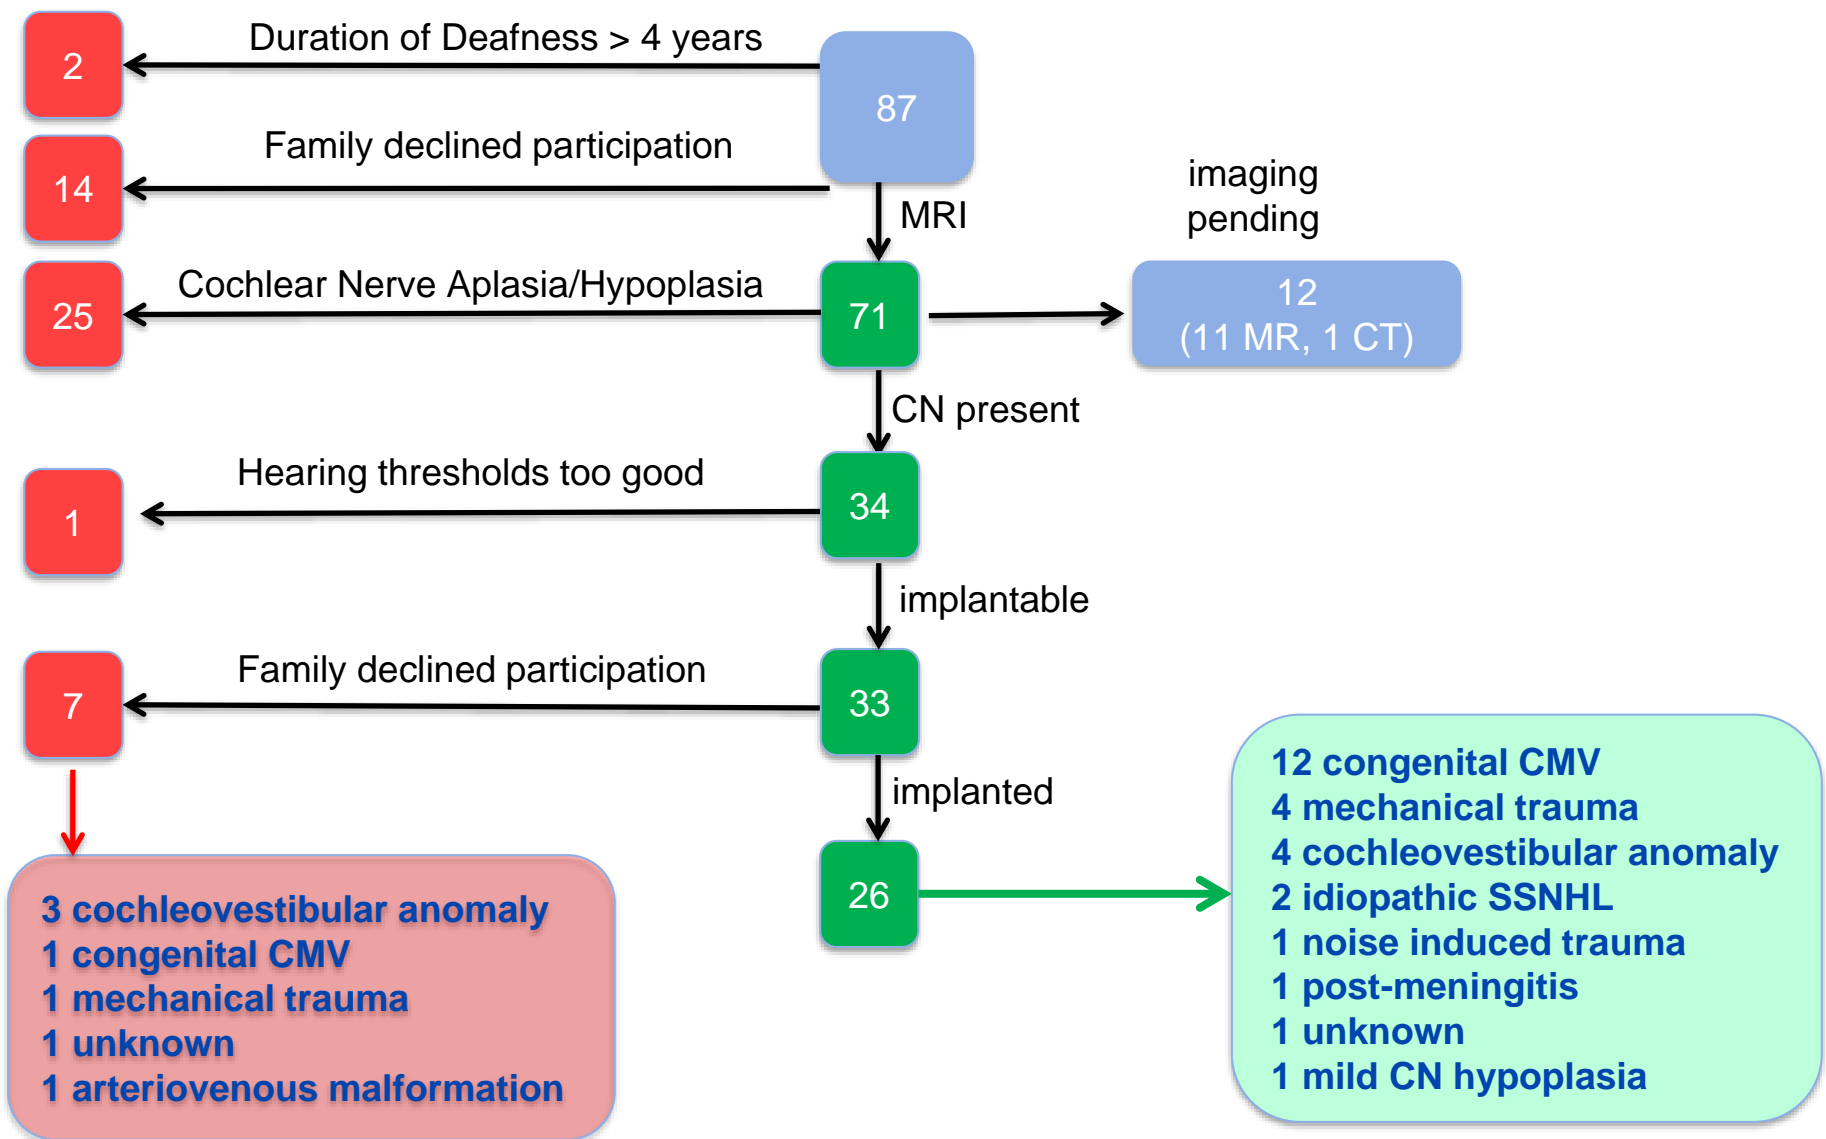 Duration of Deafness > 4 years
2
87
Family declined participation
14
MRI
imaging
pending
Cochlear Nerve Aplasia/Hypoplasia
25
71
12
(11 MR, 1 CT)
CN present
Hearing thresholds too good
1
34
implantable
Family declined participation
7
33
implanted
26
3 cochleovestibular anomaly
1 congenital CMV
1 mechanical trauma
1 unknown
1 arteriovenous malformation
12 congenital CMV
4 mechanical trauma
4 cochleovestibular anomaly
2 idiopathic SSNHL
1 noise induced trauma
1 post-meningitis
1 unknown
1 mild CN hypoplasia